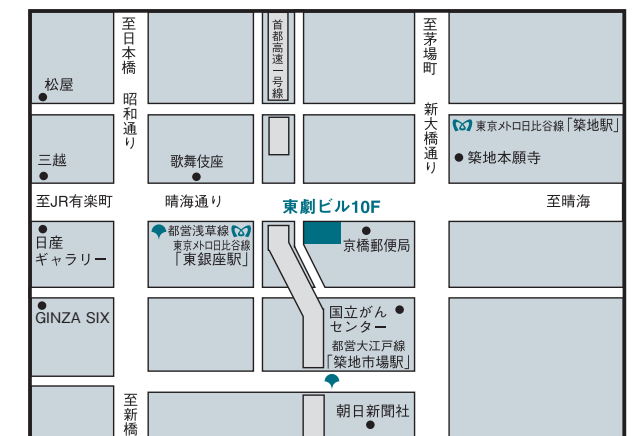 至日本橋
昭和通り
首都高速一号線
至茅場町
新大橋通り
松屋
三越
歌舞伎座
東京メトロ日比谷線「築地駅」
築地本願寺
至JR有楽町
晴海通り
東劇ビル10F
至晴海
日産
ギャラリー
都営浅草線
東京メトロ日比谷線
「東銀座駅」
京橋郵便局
GINZA SIX
国立がん
センター
都営大江戸線
「築地市場駅」
至新橋
朝日新聞社